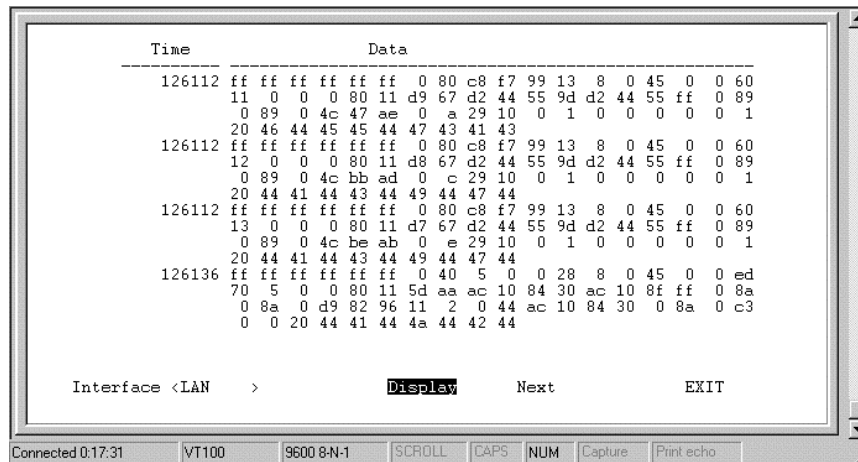 Time Data
126112 ff ff ff ff ff ff 0 80 c8 f7 99 13 8 0 45 0 0 60
11 0 0 0 80 11 d9 67 d2 44 55 9d d2 44 55 ff 0 89
0 89 0 4c 47 ae 0 a 29 10 0 1 0 0 0 0 0 1
20 46 44 45 45 44 47 43 41 43
126112 ff ff ff ff ff ff 0 80 c8 f7 99 13 8 0 45 0 0 60
12 0 0 0 80 11 d8 67 d2 44 55 9d d2 44 55 ff 0 89
0 89 0 4c bb ad 0 c 29 10 0 1 0 0 0 0 0 1
20 44 41 44 43 44 49 44 47 44
126112 ff ff ff ff ff ff 0 80 c8 f7 99 13 8 0 45 0 0 60
13 0 0 0 80 11 d7 67 d2 44 55 9d d2 44 55 ff 0 89
0 89 0 4c be ab 0 e 29 10 0 1 0 0 0 0 0 1
20 44 41 44 43 44 49 44 47 44
126136 ff ff ff ff ff ff 0 40 5 0 0 28 8 0 45 0 0 ed
70 5 0 0 80 11 5d aa ac 10 84 30 ac 10 8f ff 0 8a
0 8a 0 d9 82 96 11 2 0 44 ac 10 84 30 0 8a 0 c3
0 0 20 44 41 44 4a 44 42 44
Interface <LAN > Display Next EXIT
Connected 0:17:31 VT100 9600 8-N-1 SCROLL CAPS NUM Capture Print echo